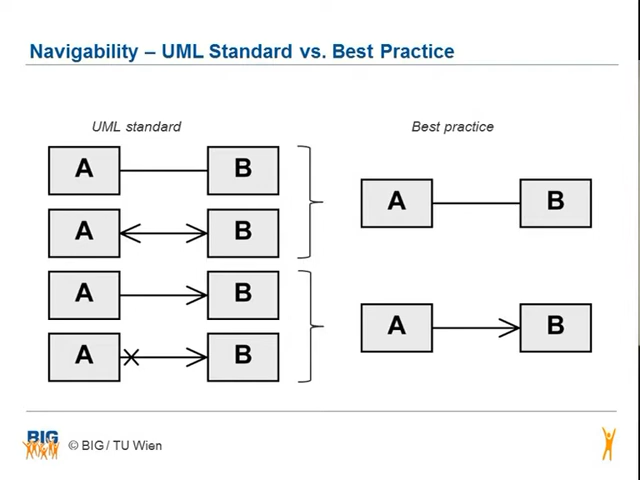 Navigability – UML Standard vs. Best Practice
UML standard
Best practice
A B
A B
A B
A B
A B
A B
BIG
© BIG / TU Wien